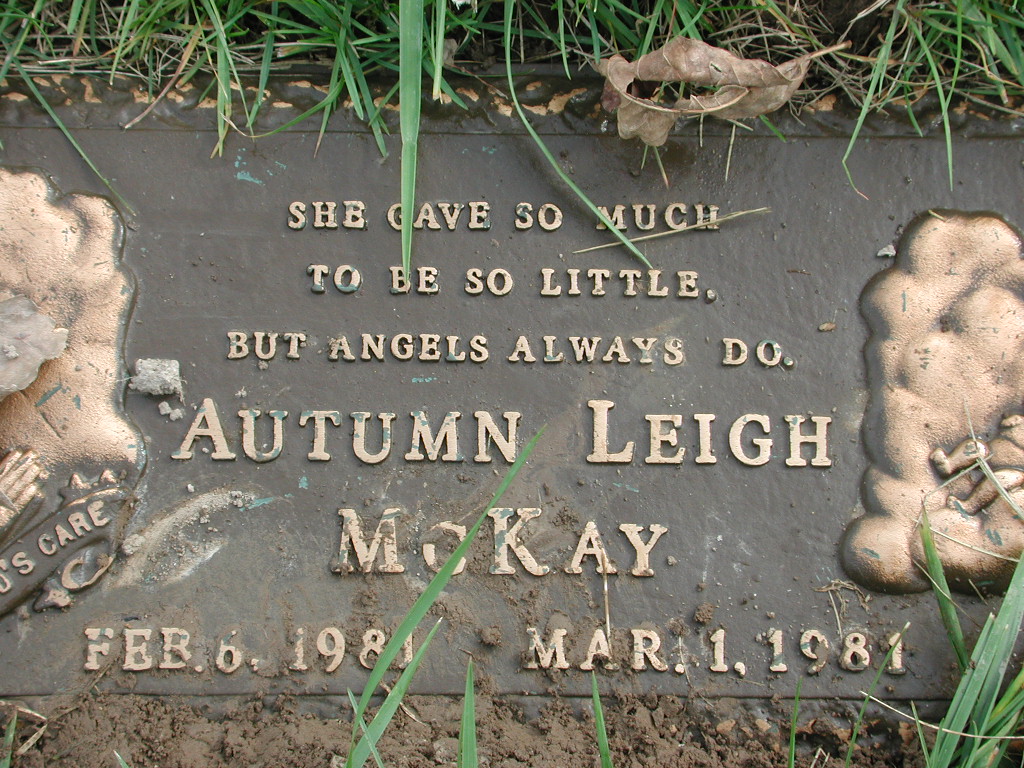 SHE GAVE SO MUCH
TO BE SO LITTLE.
BUT ANGELS ALWAYS DO.
AUTUMN LEIGH
MCKAY
FEB. 6, 1981 MAR. 1, 1981
CARE